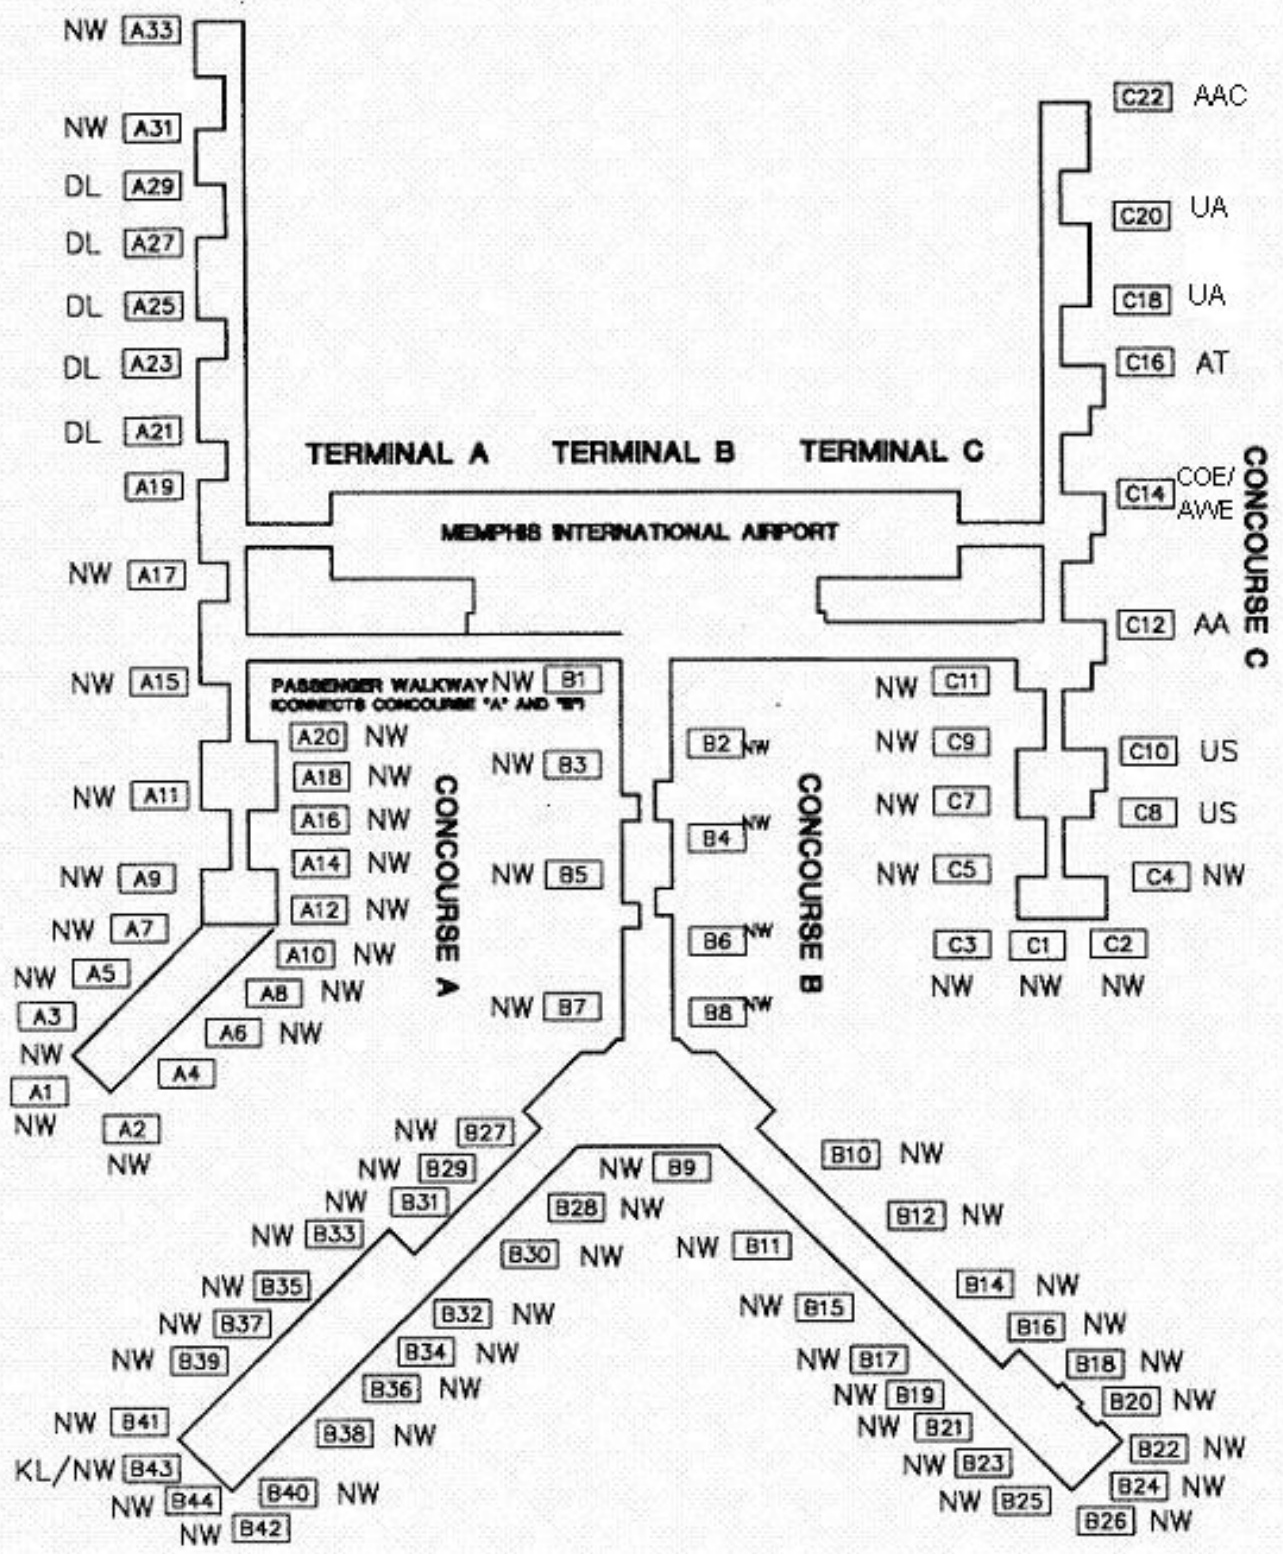 NW A33
C22 AAC
NW A31
DL A29
C20 UA
DL A27
C18 UA
DL A25
C16 AT
DL A23
DL A21
TERMINAL A TERMINAL B TERMINAL C
A19
C14 COE/
AWE
CONCOURSE C
MEMPHIS INTERNATIONAL AIRPORT
NW A17
C12 AA
NW A15
PASSENGER WALKWAY
(CONNECTS CONCOURSE "A" AND "B")
NW B1
NW C11
A20 NW
B2 NW
NW C9
C10 US
NW B3
A18 NW
CONCOURSE A
CONCOURSE B
NW A11
NW C7
C8 US
A16 NW
B4 NW
A14 NW
NW B5
NW C5
C4 NW
NW A9
A12 NW
NW A7
B6 NW
C3 C1 C2
NW NW NW
A10 NW
NW A5
A8 NW
NW B7
B8 NW
A3
NW
A6 NW
A4
A1
NW
A2
NW
NW B27
B10 NW
NW B29
NW B9
NW B31
B28 NW
B12 NW
NW B33
B30 NW
NW B11
NW B35
B14 NW
B32 NW
NW B15
NW B37
B16 NW
B34 NW
NW B39
NW B17
B18 NW
B36 NW
NW B19
B20 NW
NW B41
B38 NW
NW B21
B22 NW
KL/NW B43
NW B23
B24 NW
NW B44
B40 NW
NW B25
B26 NW
NW B42